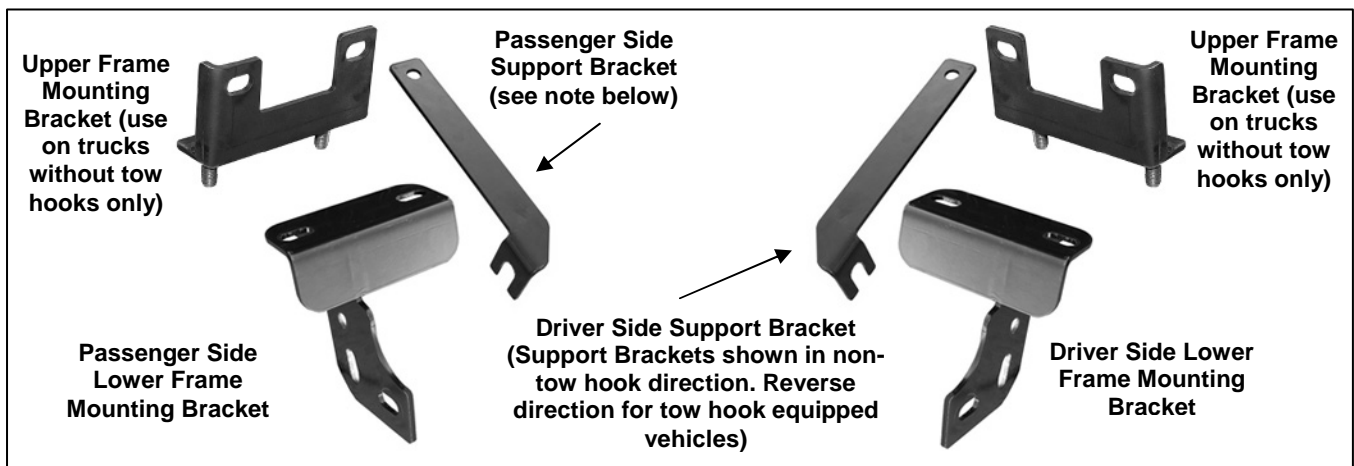 Upper Frame
Mounting
Bracket (use
on trucks
without tow
hooks only)
Passenger Side
Support Bracket
(see note below)
Upper Frame
Mounting
Bracket (use
on trucks
without tow
hooks only)
Passenger Side
Lower Frame
Mounting Bracket
Driver Side Support Bracket
(Support Brackets shown in non-
tow hook direction. Reverse
direction for tow hook equipped
vehicles)
Driver Side Lower
Frame Mounting
Bracket